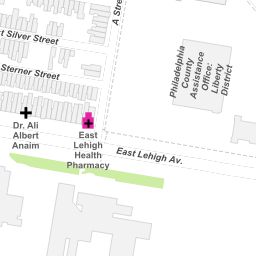 t Silver Street
A Stre
Sterner Street
Philadelphia
County
Assistance
Office:
Liberty
District
Dr. Ali
Albert
Anaim
East
Lehigh
Health
Pharmacy
East Lehigh Av.